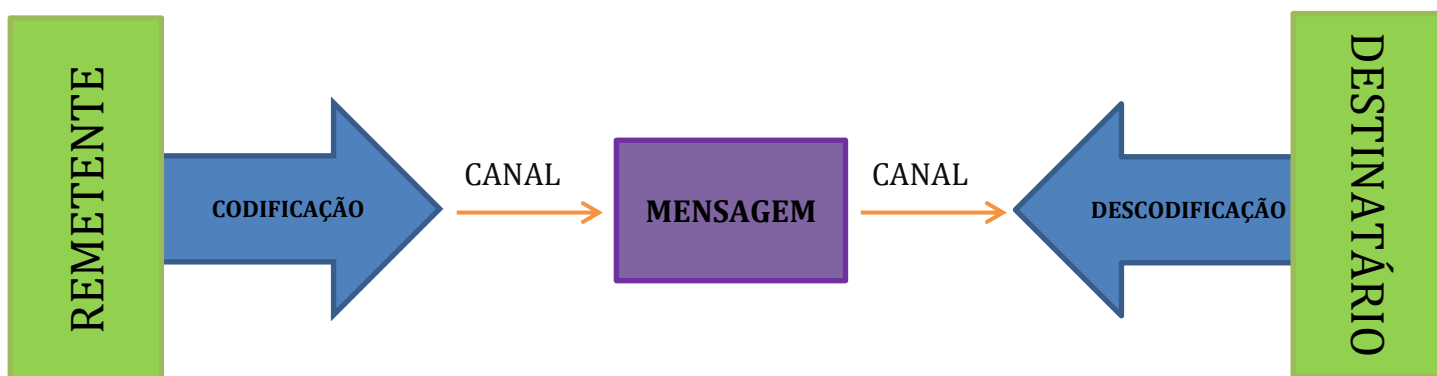 REMETENTE
CODIFICAÇÃO
CANAL
MENSAGEM
CANAL
DESCODIFICAÇÃO
DESTINATÁRIO